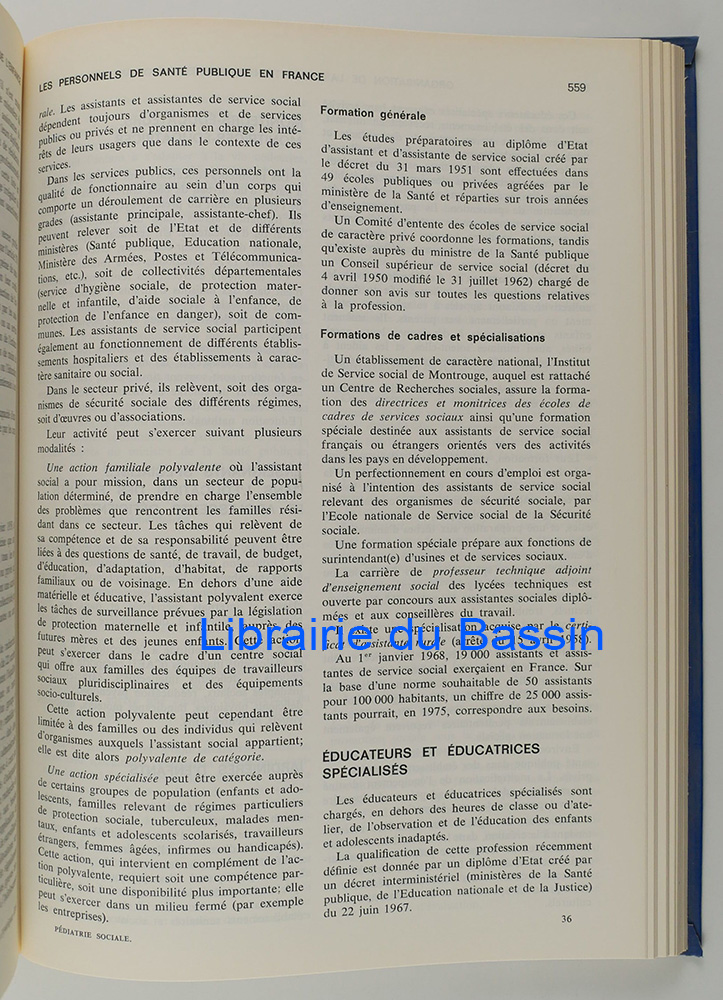 LES PERSONNELS DE SANTÉ PUBLIQUE EN FRANCE
559
rale. Les assistants et assistantes de service social
dépendent toujours d'organismes et de services
publics ou privés et ne prennent en charge les inté-
rêts de leurs usagers que dans le contexte de ces
services.
Dans les services publics, ces personnels ont la
qualité de fonctionnaire au sein d'un corps qui
comporte un déroulement de carrière en plusieurs
grades (assistante principale, assistante-chef). Ils
peuvent relever soit de l'Etat et de différents
ministères (Santé publique, Education nationale,
Ministère des Armées, Postes et Télécommunica-
tions, etc.), soit de collectivités départementales
(service d'hygiène sociale, de protection mater-
nelle et infantile, d'aide sociale à l'enfance, de
protection de l'enfance en danger), soit de com-
munes. Les assistants de service social participent
également au fonctionnement de différents établis-
sements hospitaliers et des établissements à carac-
tère sanitaire ou social.
Dans le secteur privé, ils relèvent, soit des orga-
nismes de sécurité sociale des différents régimes,
soit d'œuvres ou d'associations.
Leur activité peut s'exercer suivant plusieurs
modalités :
Une action familiale polyvalente où l'assistant
social a pour mission, dans un secteur de popu-
lation déterminé, de prendre en charge l'ensemble
des problèmes que rencontrent les familles rési-
dant dans ce secteur. Les tâches qui relèvent de
sa compétence et de sa responsabilité peuvent être
liées à des questions de santé, de travail, de budget,
d'éducation, d'adaptation, d'habitat, de rapports
familiaux ou de voisinage. En dehors d'une aide
matérielle et éducative, l'assistant polyvalent exerce
les tâches de surveillance prévues par la législation
de protection maternelle et infantile auprès des
futures mères et des jeunes enfants. Cette action
peut s'exercer dans le cadre d'un centre social
qui offre aux familles des équipes de travailleurs
sociaux pluridisciplinaires et des équipements
socio-culturels.
Cette action polyvalente peut cependant être
limitée à des familles ou des individus qui relèvent
d'organismes auxquels l'assistant social appartient;
elle est dite alors polyvalente de catégorie.
Une action spécialisée peut être exercée auprès
de certains groupes de population (enfants et ado-
lescents, familles relevant de régimes particuliers
de protection sociale, tuberculeux, malades men-
taux, enfants et adolescents scolarisés, travailleurs
étrangers, femmes âgées, infirmes ou handicapés).
Cette action, qui intervient en complément de l'ac-
tion polyvalente, requiert soit une compétence par-
ticulière, soit une disponibilité plus importante; elle
peut s'exercer dans un milieu fermé (par exemple
les entreprises).
PÉDIATRIE SOCIALE.
Formation générale
Les études préparatoires au diplôme d'Etat
d'assistant et d'assistante de service social créé par
le décret du 31 mars 1951 sont effectuées dans
49 écoles publiques ou privées agréées par le
ministère de la Santé et réparties sur trois années
d'enseignement.
Un Comité d'entente des écoles de service social
de caractère privé coordonne les formations, tandis
qu'existe auprès du ministre de la Santé publique
un Conseil supérieur de service social (décret du
4 avril 1950 modifié le 31 juillet 1962) chargé de
donner son avis sur toutes les questions relatives
à la profession.
Formations de cadres et spécialisations
Un établissement de caractère national, l'Institut
de Service social de Montrouge, auquel est rattaché
un Centre de Recherches sociales, assure la forma-
tion des directrices et monitrices des écoles de
cadres de services sociaux ainsi qu'une formation
spéciale destinée aux assistants de service social
français ou étrangers orientés vers des activités
dans les pays en développement.
Un perfectionnement en cours d'emploi est orga-
nisé à l'intention des assistants de service social
relevant des organismes de sécurité sociale, par
l'Ecole nationale de Service social de la Sécurité
sociale.
Une formation spéciale prépare aux fonctions de
surintendant(e) d'usines et de services sociaux.
La carrière de professeur technique adjoint
d'enseignement social des lycées techniques est
ouverte par concours aux assistantes sociales diplô-
mées et aux conseillères du travail.
Il existe une spécialisation acquise par le certi-
ficat d'assistante rurale (arrêté du 15 avril 1958).
Au 1er janvier 1968, 19 000 assistants et assis-
tantes de service social exerçaient en France. Sur
la base d'une norme souhaitable de 50 assistants
pour 100 000 habitants, un chiffre de 25 000 assis-
tants pourrait, en 1975, correspondre aux besoins.
ÉDUCATEURS ET ÉDUCATRICES
SPÉCIALISÉS
Les éducateurs et éducatrices spécialisés sont
chargés, en dehors des heures de classe ou d'ate-
lier, de l'observation et de l'éducation des enfants
et adolescents inadaptés.
La qualification de cette profession récemment
définie est donnée par un diplôme d'Etat créé par
un décret interministériel (ministères de la Santé
publique, de l'Education nationale et de la Justice)
du 22 juin 1967.
36
Librairie du Bassin